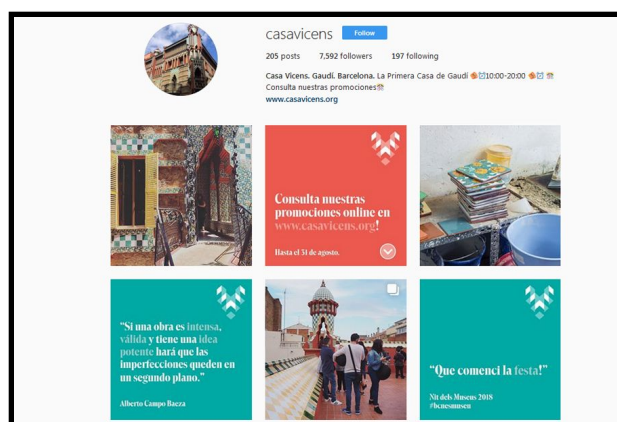 casavicens Follow
205 posts 7,592 followers 197 following
Casa Vicens. Gaudí. Barcelona. La Primera Casa de Gaudí 10:00-20:00
Consulta nuestras promociones
www.casavicens.org
Consulta nuestras
promociones online en
www.casavicens.org!
Hasta el 31 de agosto.
“Si una obra es intensa,
válida y tiene una idea
potente hará que las
imperfecciones queden en
un segundo plano.”
Alberto Campo Baeza
“Que comenci la festa!”
Nit dels Museus 2018
#bcnesmuseu